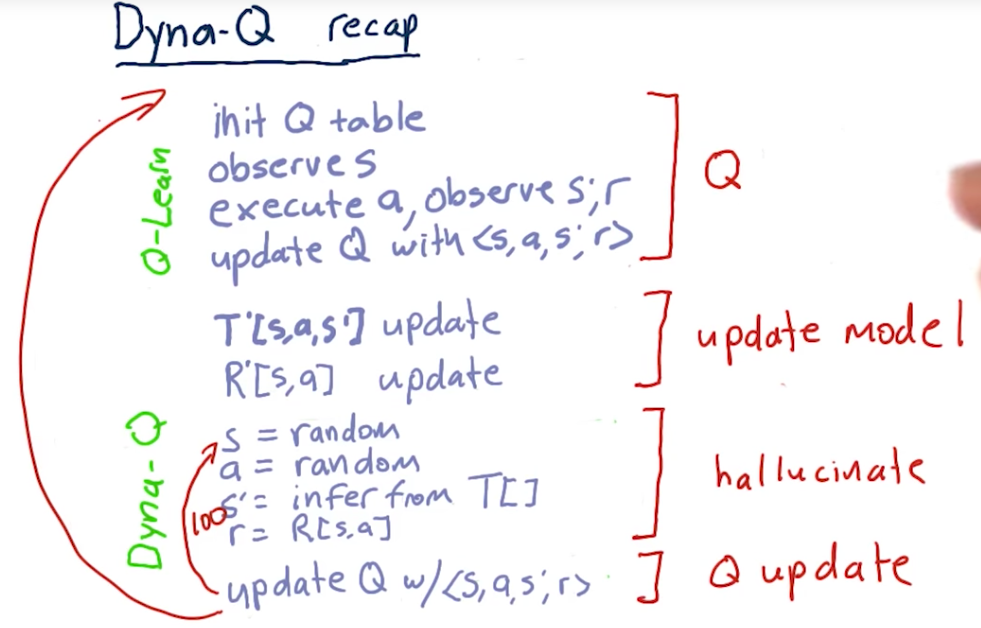 Dyna-Q recap
init Q table
observe s
execute a, observe s', r
update Q with <s, a, s', r>
Q-Learn
Q
T'[s,a,s'] update
R'[s,a] update
update model
Dyna-Q
s = random
a = random
s' = infer from T[]
r = R[s,a]
100
hallucinate
update Q w/ <s, a, s', r>
Q update